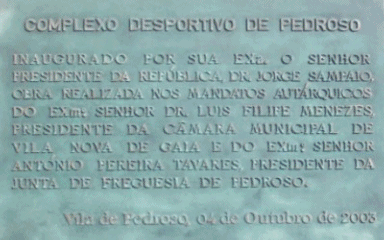 COMPLEXO DESPORTIVO DE PEDROSO
INAUGURADO POR SUA EXa. O SENHOR
PRESIDENTE DA REPÚBLICA, DR. JORGE SAMPAIO,
OBRA REALIZADA NOS MANDATOS AUTÁRQUICOS
DO EXmº SENHOR DR. LUIS FILIPE MENEZES,
PRESIDENTE DA CÂMARA MUNICIPAL DE
VILA NOVA DE GAIA E DO EXmº SENHOR
ANTÓNIO PEREIRA TAVARES, PRESIDENTE DA
JUNTA DE FREGUESIA DE PEDROSO.
Vila de Pedroso, 04 de Outubro de 2003